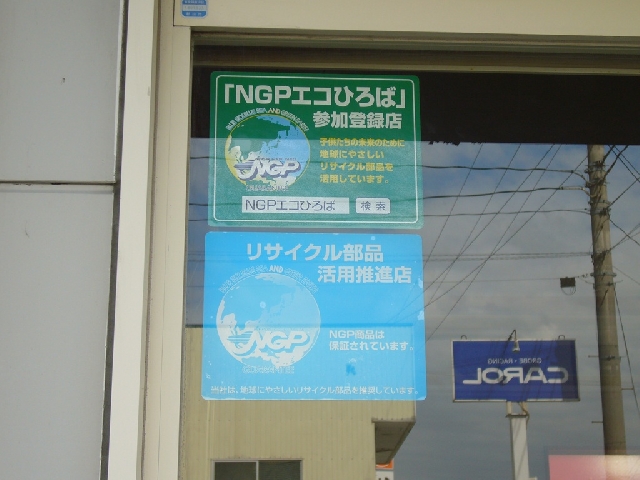 「NGPエコひろば」
参加登録店
子供たちの未来のために
地球にやさしい
リサイクル部品を
活用しています。
NGP
NGPエコひろば 検索
リサイクル部品
活用推進店
NGP
NGP商品は
保証されています。
当社は、地球にやさしいリサイクル部品を推奨しています。
CAROL